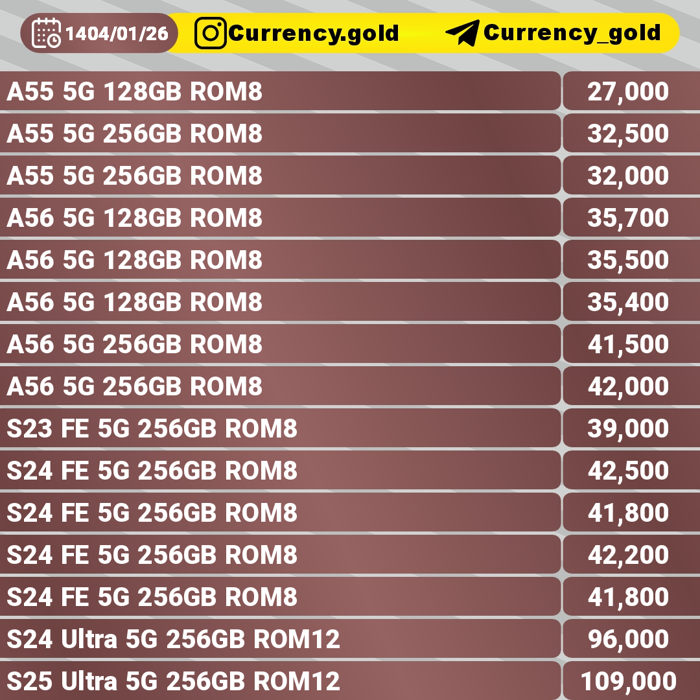 1404/01/26 Currency.gold Currency_gold
A55 5G 128GB ROM8 27,000
A55 5G 256GB ROM8 32,500
A55 5G 256GB ROM8 32,000
A56 5G 128GB ROM8 35,700
A56 5G 128GB ROM8 35,500
A56 5G 128GB ROM8 35,400
A56 5G 256GB ROM8 41,500
A56 5G 256GB ROM8 42,000
S23 FE 5G 256GB ROM8 39,000
S24 FE 5G 256GB ROM8 42,500
S24 FE 5G 256GB ROM8 41,800
S24 FE 5G 256GB ROM8 42,200
S24 FE 5G 256GB ROM8 41,800
S24 Ultra 5G 256GB ROM12 96,000
S25 Ultra 5G 256GB ROM12 109,000